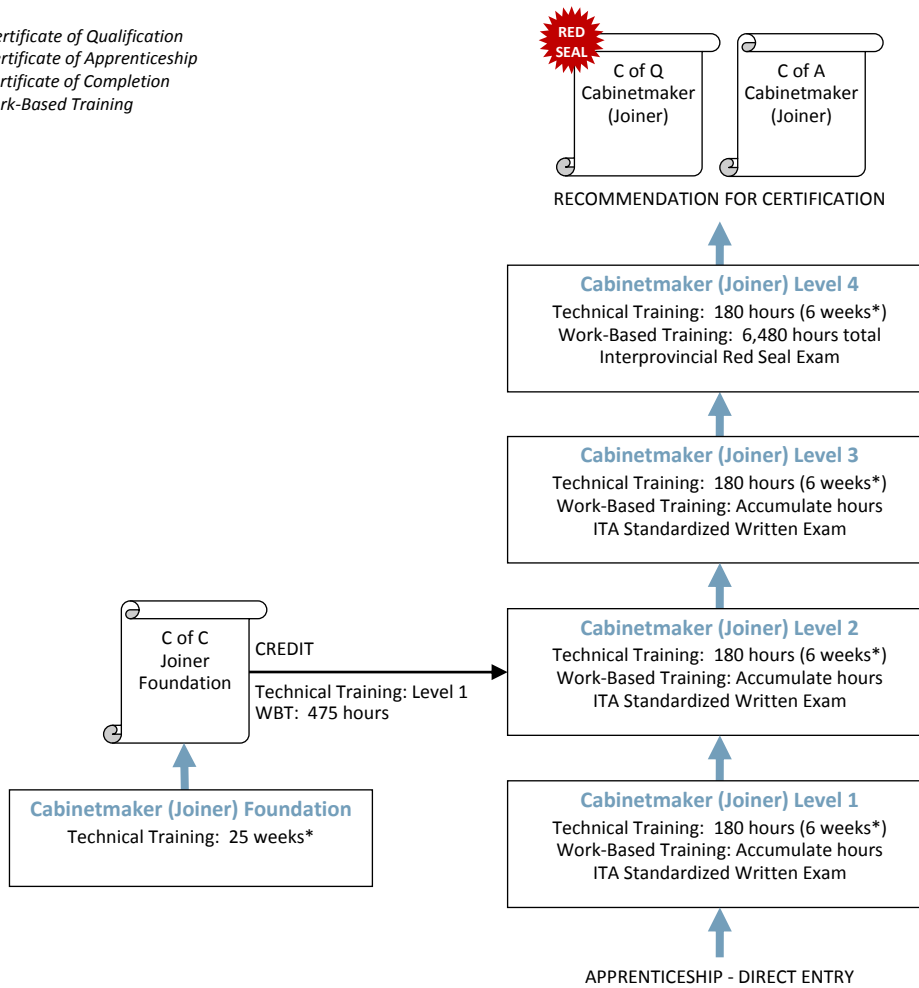 ertificate of Qualification
ertificate of Apprenticeship
ertificate of Completion
rk-Based Training
RED
SEAL
C of Q
Cabinetmaker
(Joiner)
C of A
Cabinetmaker
(Joiner)
RECOMMENDATION FOR CERTIFICATION
Cabinetmaker (Joiner) Level 4
Technical Training:  180 hours (6 weeks*)
Work-Based Training:  6,480 hours total
Interprovincial Red Seal Exam
Cabinetmaker (Joiner) Level 3
Technical Training:  180 hours (6 weeks*)
Work-Based Training: Accumulate hours
ITA Standardized Written Exam
C of C
Joiner
Foundation
CREDIT
Technical Training: Level 1
WBT:  475 hours
Cabinetmaker (Joiner) Level 2
Technical Training:  180 hours (6 weeks*)
Work-Based Training: Accumulate hours
ITA Standardized Written Exam
Cabinetmaker (Joiner) Foundation
Technical Training:  25 weeks*
Cabinetmaker (Joiner) Level 1
Technical Training:  180 hours (6 weeks*)
Work-Based Training: Accumulate hours
ITA Standardized Written Exam
APPRENTICESHIP - DIRECT ENTRY